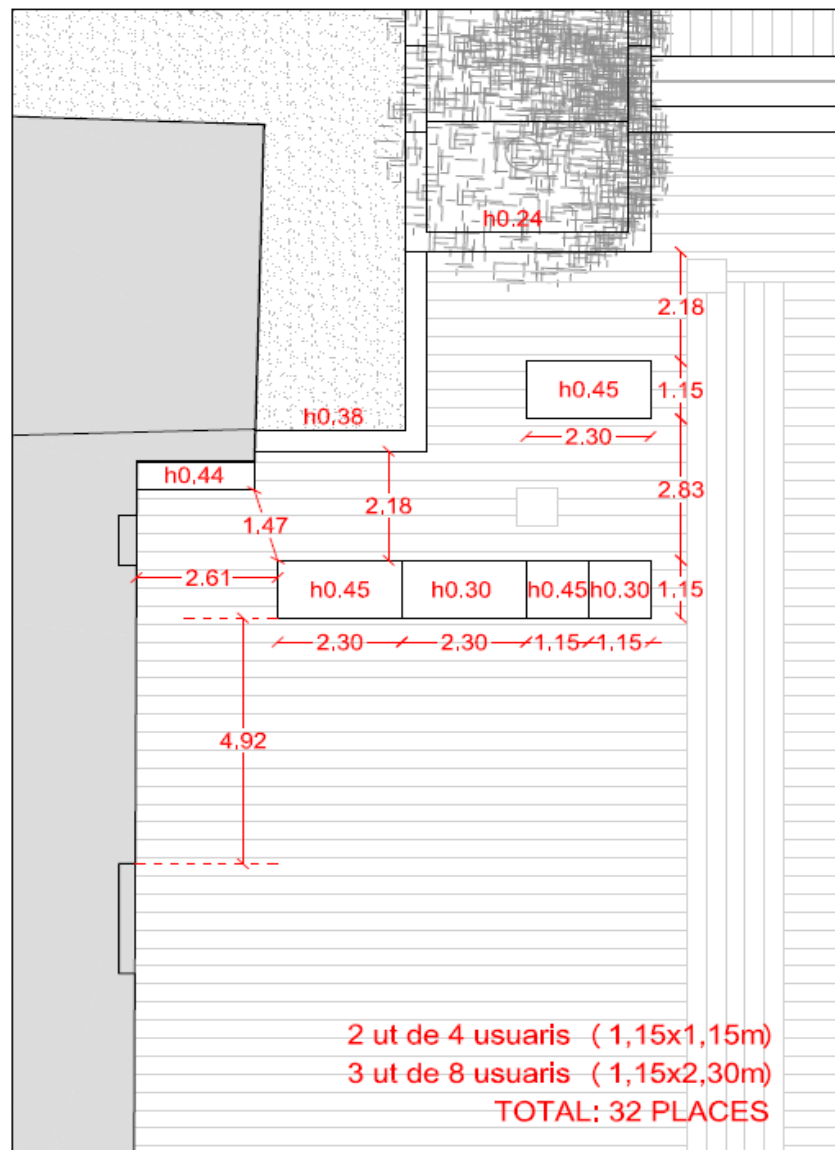 h0.24
2.18
h0.45
1.15
2.30
h0,38
2,83
h0,44
2,18
1,47
2.61
h0.45 h0.30 h0.45 h0.30
1,15
2,30 2,30 1,15 1,15
4,92
2 ut de 4 usuaris ( 1,15x1,15m)
3 ut de 8 usuaris ( 1,15x2,30m)
TOTAL: 32 PLACES